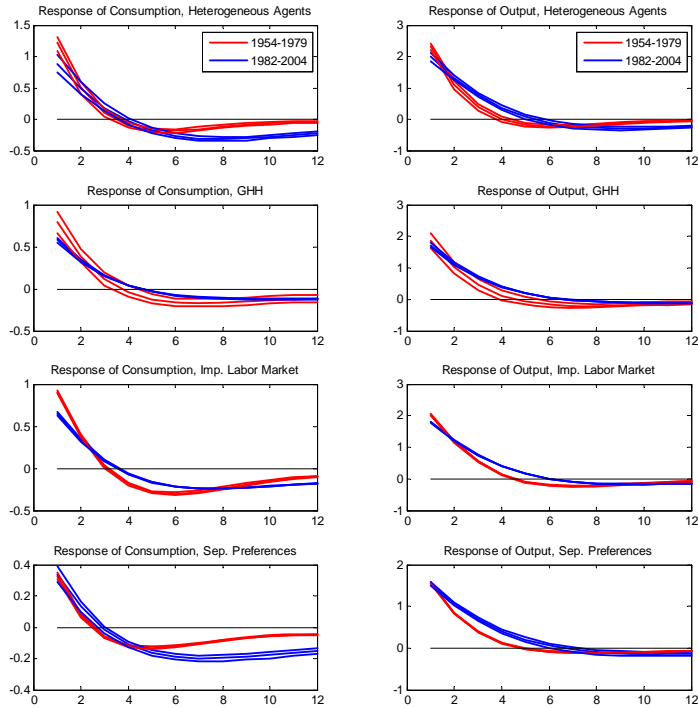 Response of Consumption, Heterogeneous Agents
1.5
1
0.5
0
-0.5
0 2 4 6 8 10 12
1954-1979
1982-2004
Response of Output, Heterogeneous Agents
3
2
1
0
-1
0 2 4 6 8 10 12
1954-1979
1982-2004
Response of Consumption, GHH
1
0.5
0
-0.5
0 2 4 6 8 10 12
Response of Output, GHH
3
2
1
0
-1
0 2 4 6 8 10 12
Response of Consumption, Imp. Labor Market
1
0.5
0
-0.5
0 2 4 6 8 10 12
Response of Output, Imp. Labor Market
3
2
1
0
-1
0 2 4 6 8 10 12
Response of Consumption, Sep. Preferences
0.4
0.2
0
-0.2
-0.4
0 2 4 6 8 10 12
Response of Output, Sep. Preferences
2
1
0
-1
0 2 4 6 8 10 12